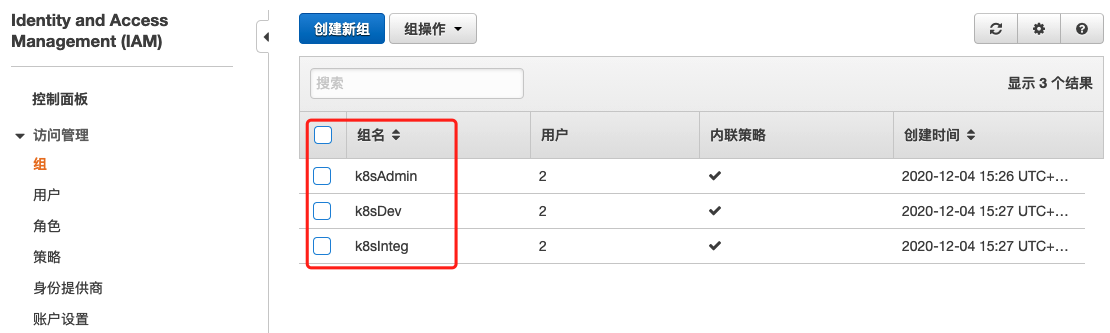 Identity and Access
Management (IAM)
控制面板
访问管理
组
用户
角色
策略
身份提供商
账户设置
创建新组
组操作
搜索
显示 3 个结果
组名 用户 内联策略 创建时间
k8sAdmin 2 2020-12-04 15:26 UTC+…
k8sDev 2 2020-12-04 15:27 UTC+…
k8sInteg 2 2020-12-04 15:27 UTC+…